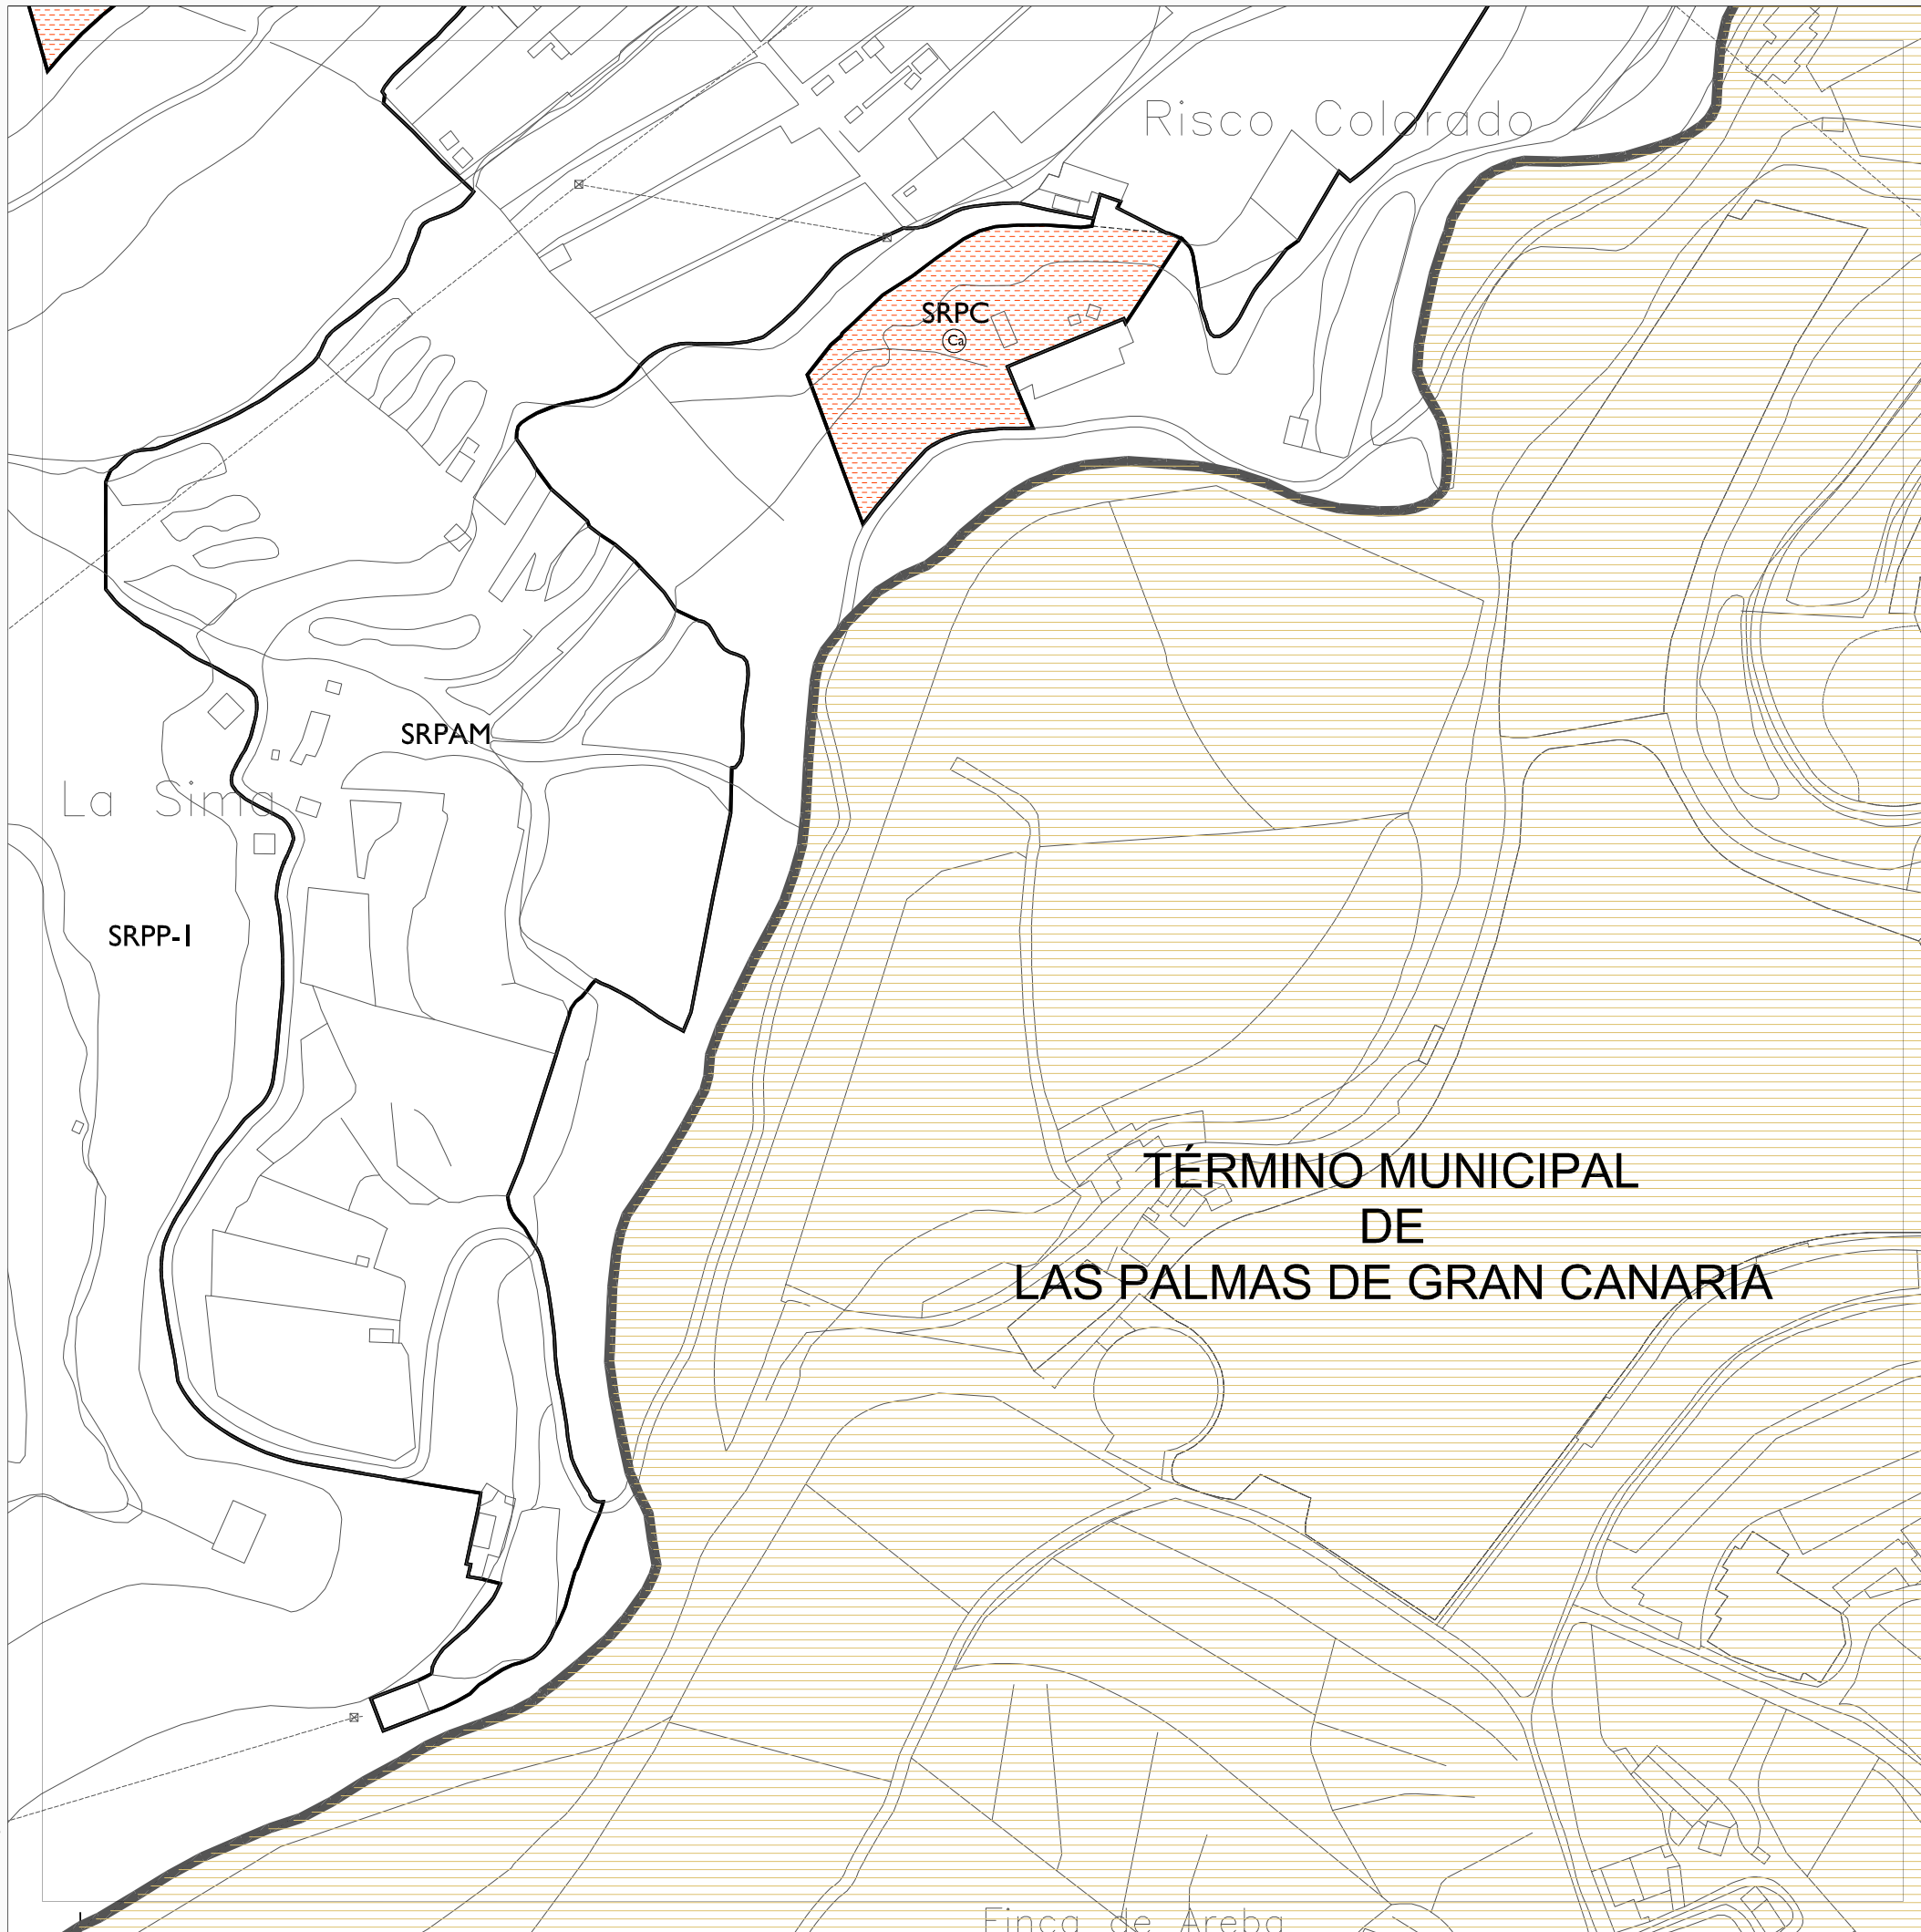 Risco Colorado
SRPC
Ca
SRPAM
La Sima
SRPP-1
TÉRMINO MUNICIPAL
DE
LAS PALMAS DE GRAN CANARIA
Finca de Areba